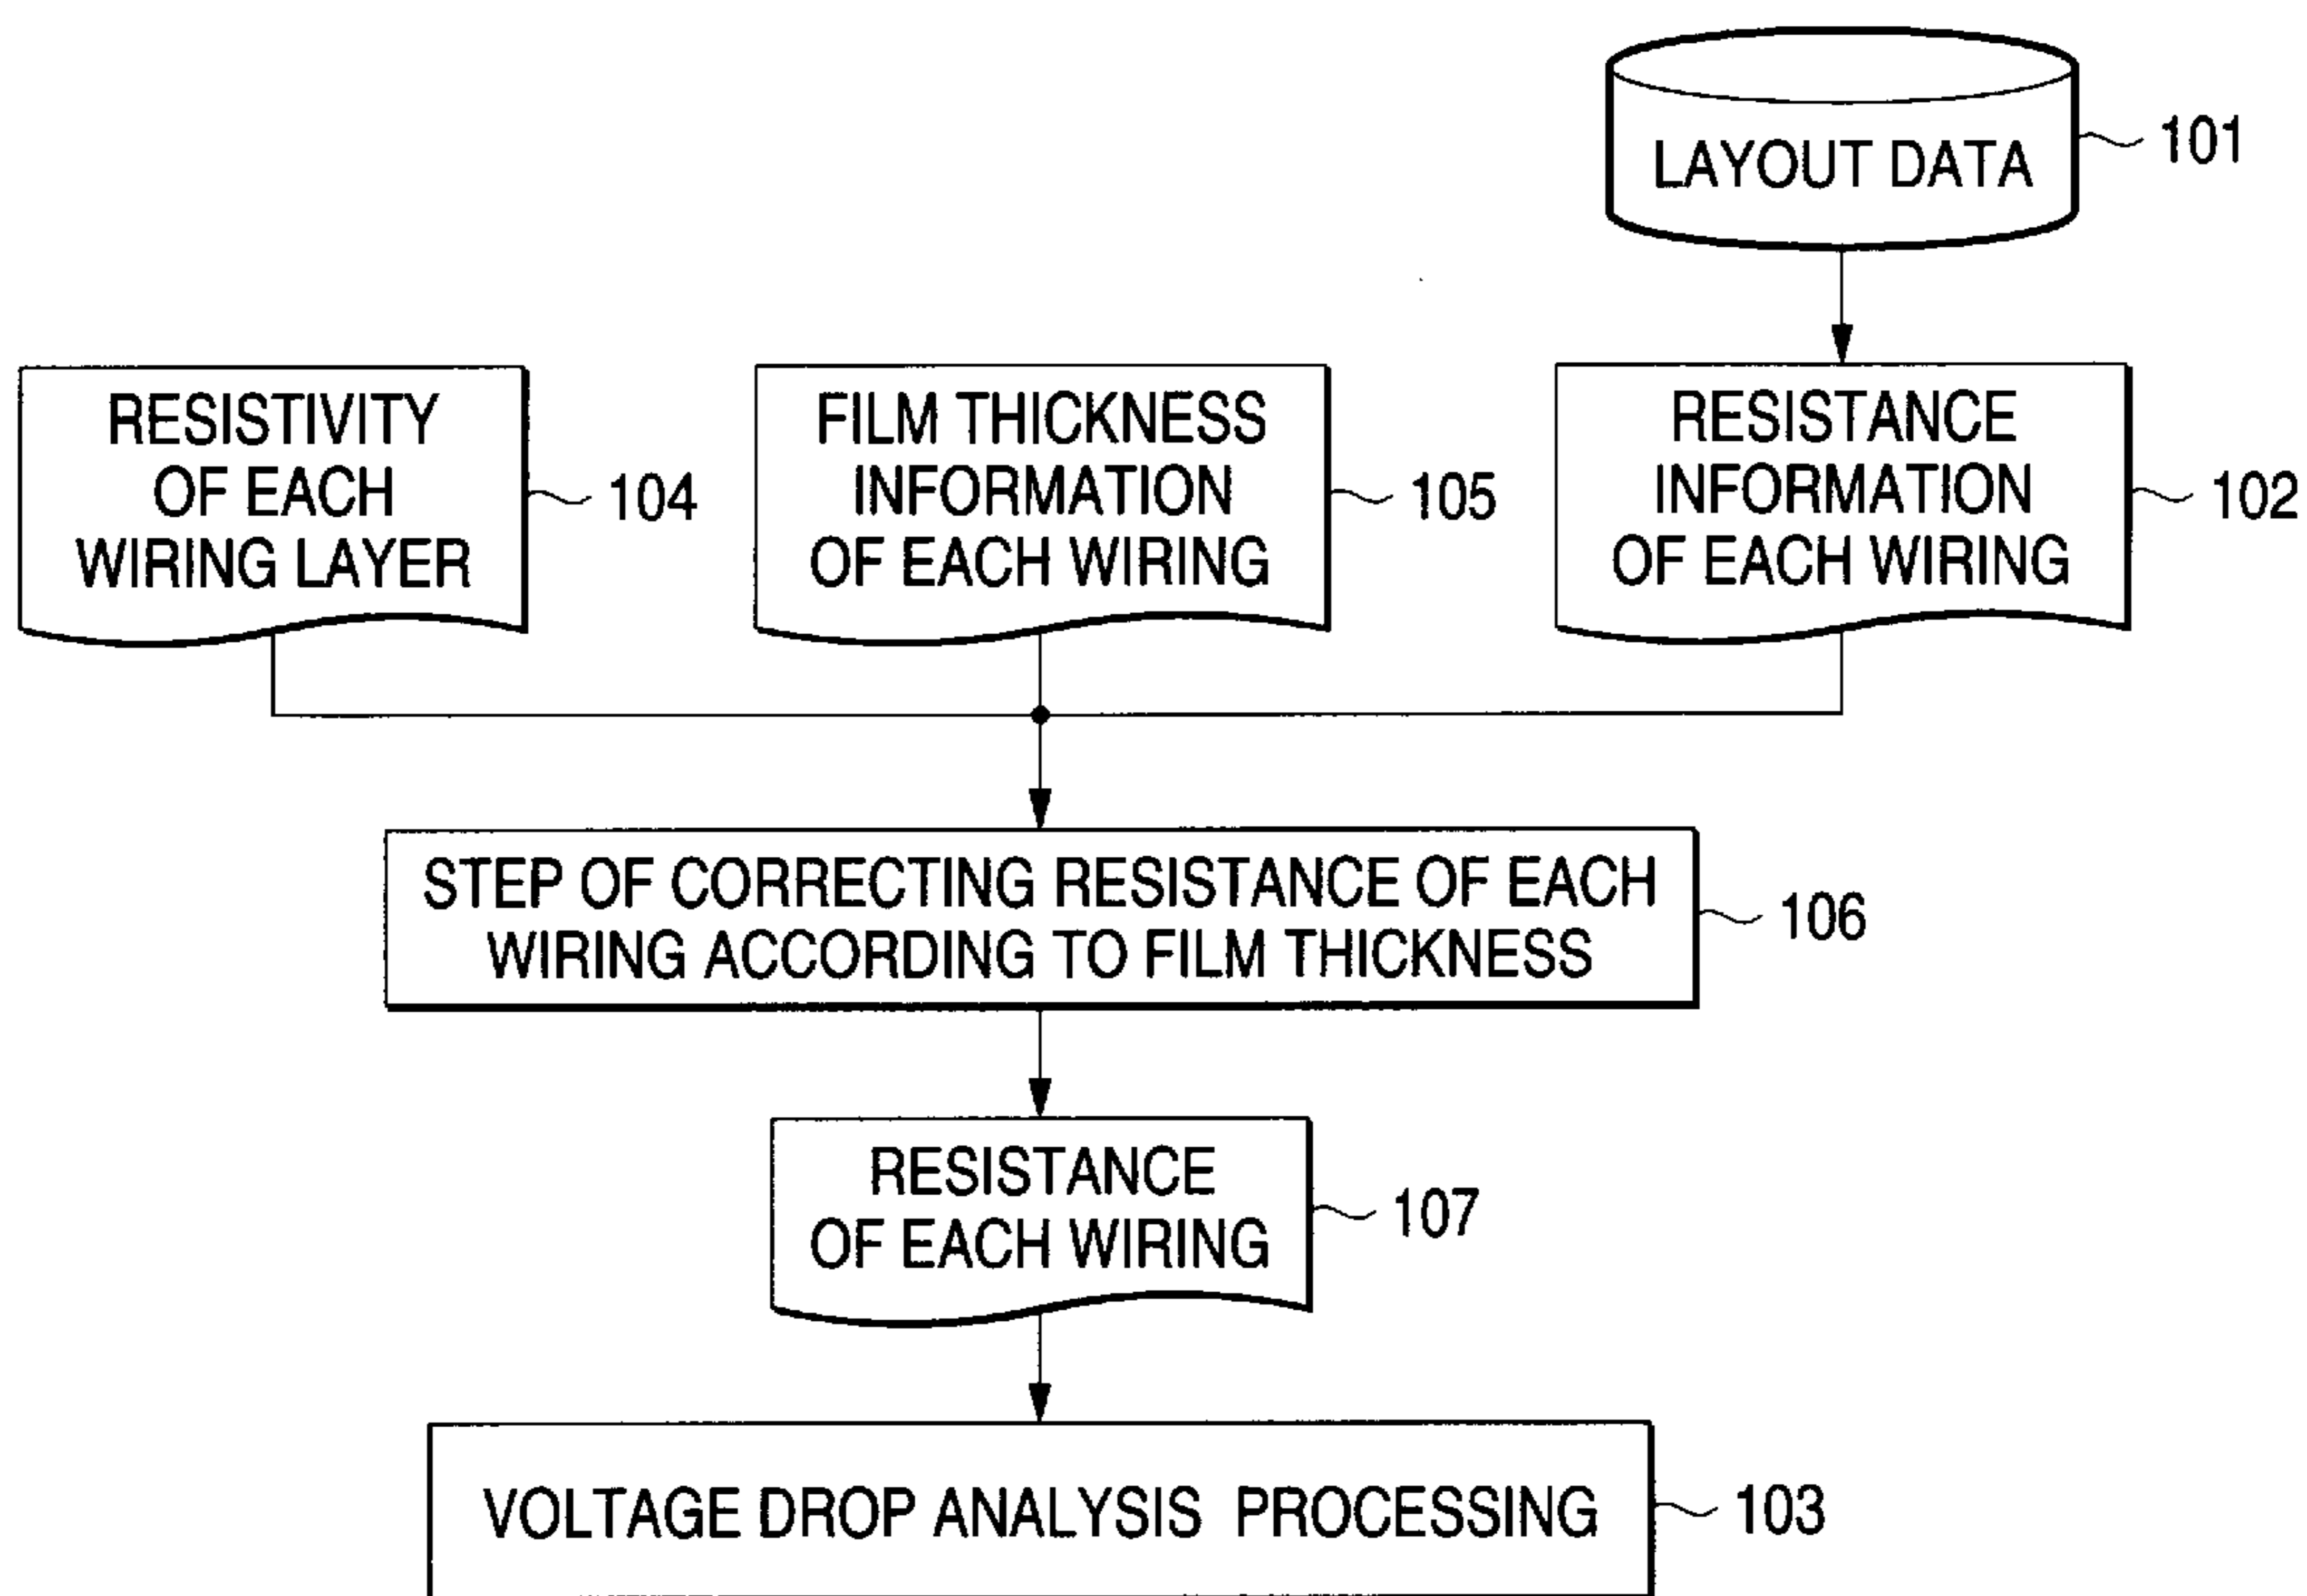 LAYOUT DATA
101
RESISTIVITY
OF EACH
WIRING LAYER
104
FILM THICKNESS
INFORMATION
OF EACH WIRING
105
RESISTANCE
INFORMATION
OF EACH WIRING
102
STEP OF CORRECTING RESISTANCE OF EACH
WIRING ACCORDING TO FILM THICKNESS
106
RESISTANCE
OF EACH WIRING
107
VOLTAGE DROP ANALYSIS PROCESSING
103